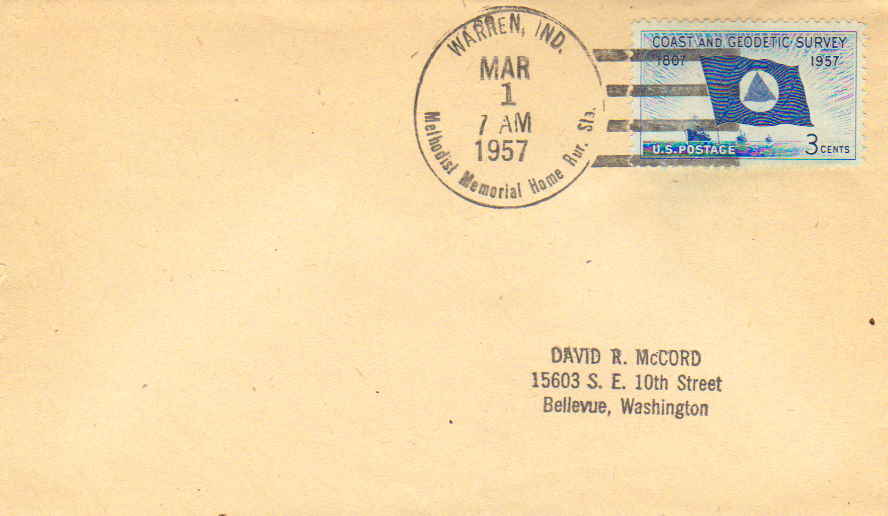 WARREN, IND.
MAR
1
7 AM
1957
Methodist Memorial Home Rur. Sta.
COAST AND GEODETIC SURVEY
1807 1957
U.S. POSTAGE 3 CENTS
DAVID R. McCORD
15603 S. E. 10th Street
Bellevue, Washington